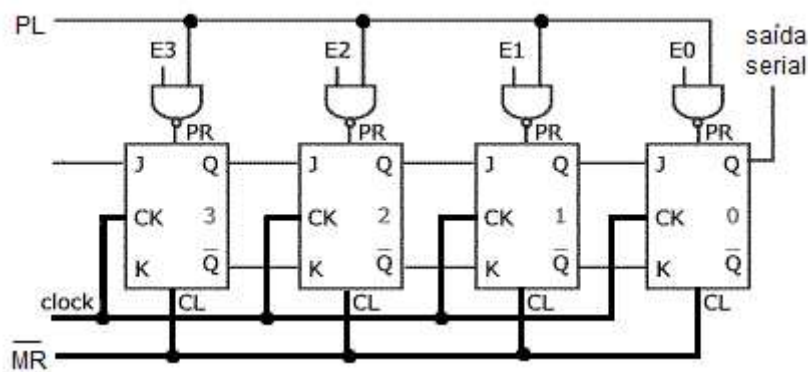 PL
saída
serial
E3 E2 E1 E0
PR PR PR PR
J Q J Q J Q J Q
CK 3 CK 2 CK 1 CK 0
K Q̅ K Q̅ K Q̅ K Q̅
clock CL CL CL CL
M̅R̅